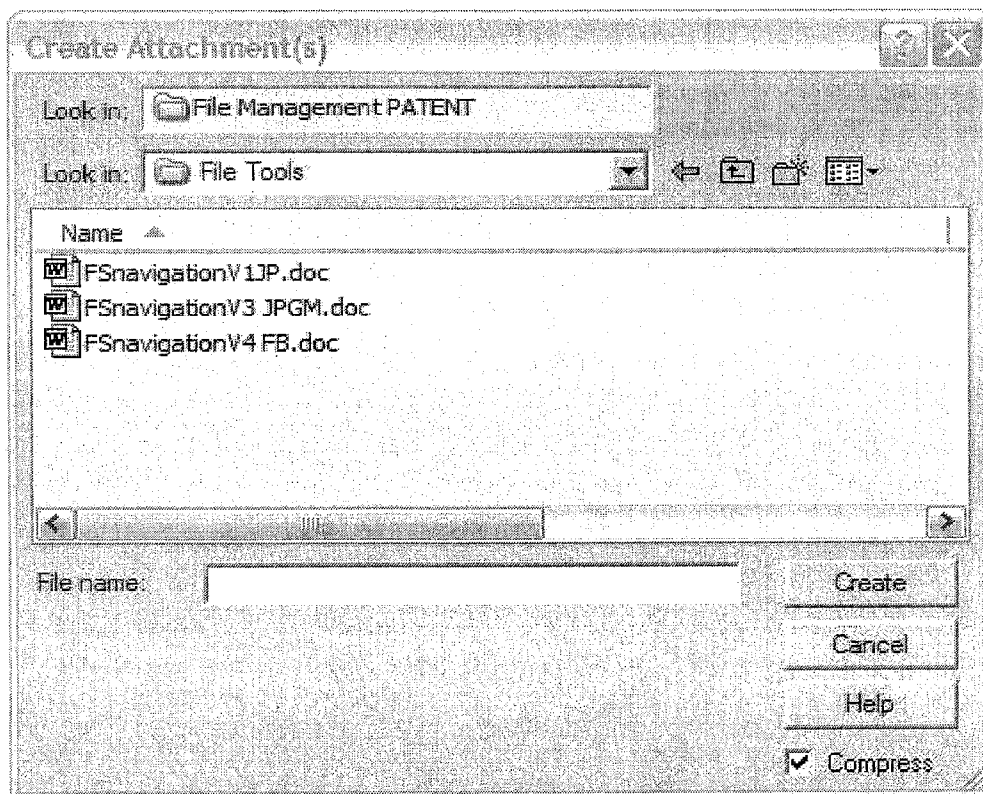 Create Attachment(s)
Look in: File Management PATENT
Look in: File Tools
Name
FSnavigationV1JP.doc
FSnavigationV3 JPGM.doc
FSnavigationV4 FB.doc
File name:
Create
Cancel
Help
Compress